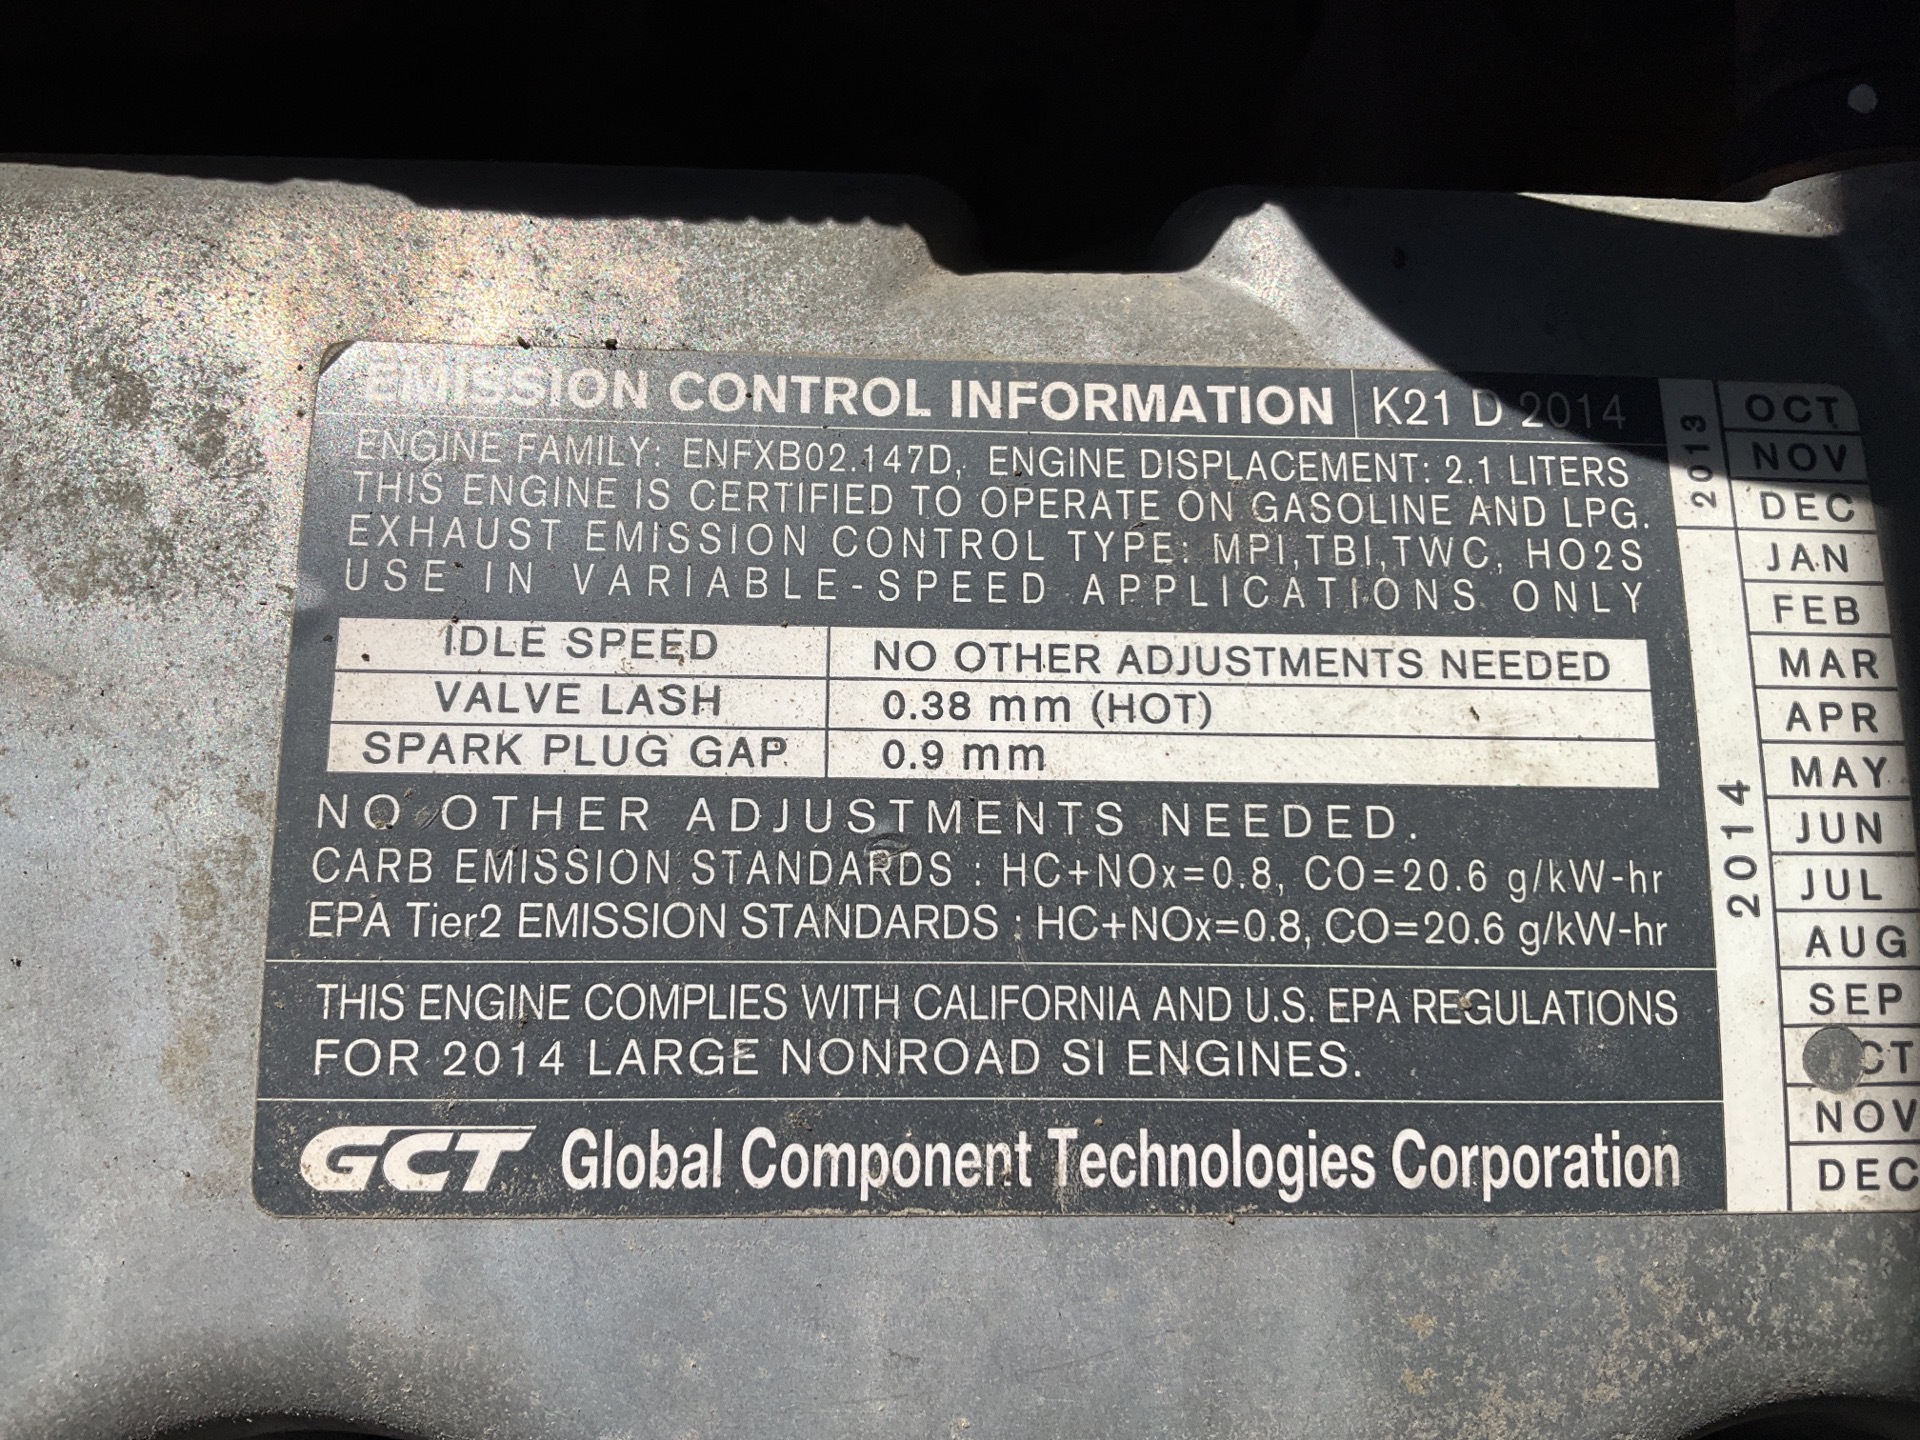 EMISSION CONTROL INFORMATION K21 D 2014
ENGINE FAMILY: ENFXB02.147D, ENGINE DISPLACEMENT: 2.1 LITERS
THIS ENGINE IS CERTIFIED TO OPERATE ON GASOLINE AND LPG.
EXHAUST EMISSION CONTROL TYPE: MPI,TBI,TWC, HO2S
USE IN VARIABLE-SPEED APPLICATIONS ONLY
IDLE SPEED NO OTHER ADJUSTMENTS NEEDED
VALVE LASH 0.38 mm (HOT)
SPARK PLUG GAP 0.9 mm
NO OTHER ADJUSTMENTS NEEDED.
CARB EMISSION STANDARDS : HC+NOx=0.8, CO=20.6 g/kW-hr
EPA Tier2 EMISSION STANDARDS : HC+NOx=0.8, CO=20.6 g/kW-hr
THIS ENGINE COMPLIES WITH CALIFORNIA AND U.S. EPA REGULATIONS
FOR 2014 LARGE NONROAD SI ENGINES.
GCT Global Component Technologies Corporation
2013
OCT
NOV
DEC
2014
JAN
FEB
MAR
APR
MAY
JUN
JUL
AUG
SEP
CT
NOV
DEC